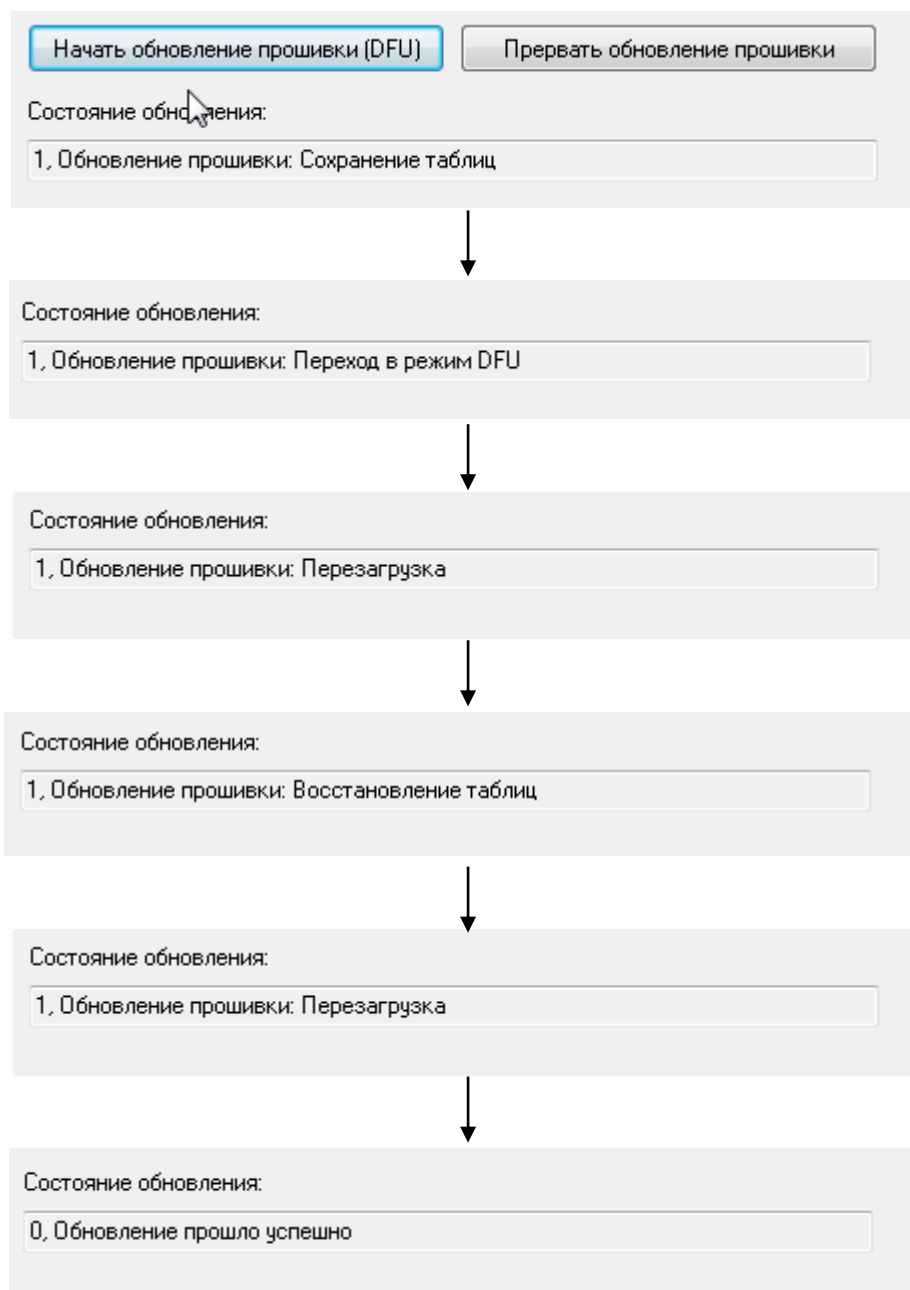 Начать обновление прошивки (DFU) Прервать обновление прошивки
Состояние обновления:
1, Обновление прошивки: Сохранение таблиц
Состояние обновления:
1, Обновление прошивки: Переход в режим DFU
Состояние обновления:
1, Обновление прошивки: Перезагрузка
Состояние обновления:
1, Обновление прошивки: Восстановление таблиц
Состояние обновления:
1, Обновление прошивки: Перезагрузка
Состояние обновления:
0, Обновление прошло успешно